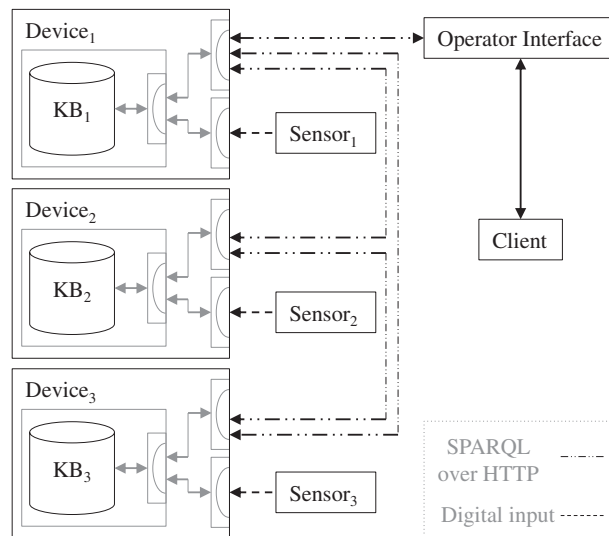 Device₁
Operator Interface
KB₁
Sensor₁
Device₂
Client
KB₂
Sensor₂
Device₃
KB₃
Sensor₃
SPARQL
over HTTP
Digital input